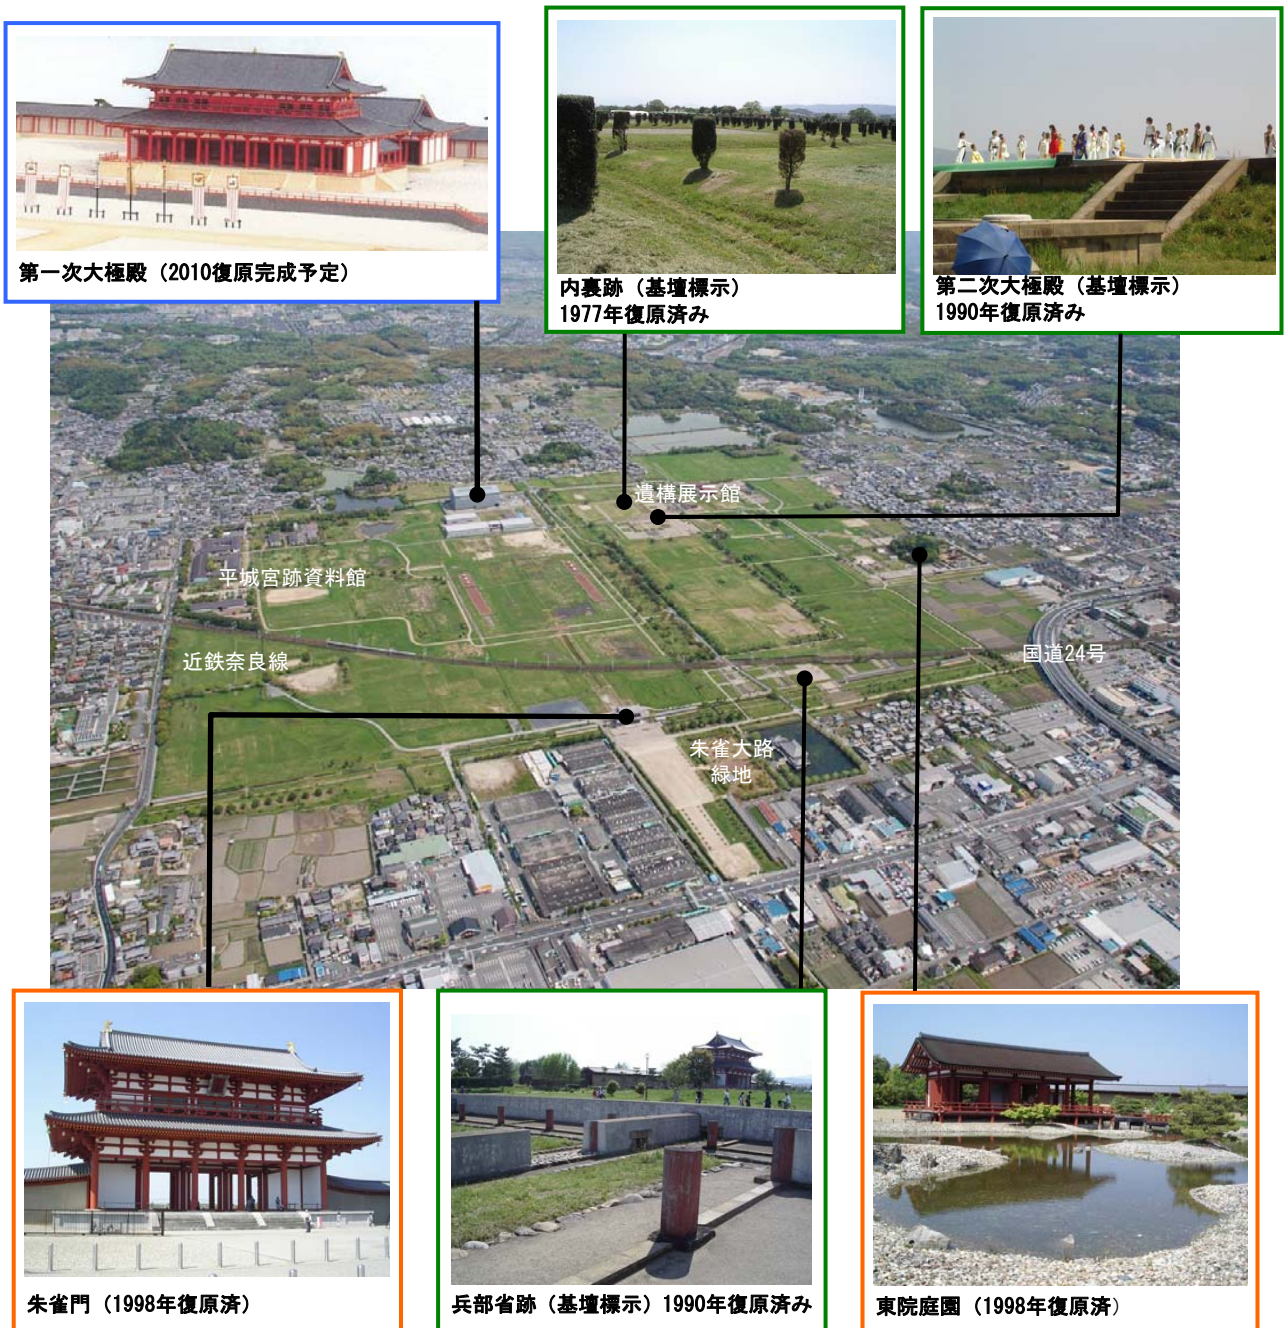 第一次大極殿（2010復原完成予定）
内裏跡（基壇標示）
1977年復原済み
第二次大極殿（基壇標示）
1990年復原済み
遺構展示館
平城宮跡資料館
近鉄奈良線
国道24号
朱雀大路
緑地
朱雀門（1998年復原済）
兵部省跡（基壇標示）1990年復原済み
東院庭園（1998年復原済）